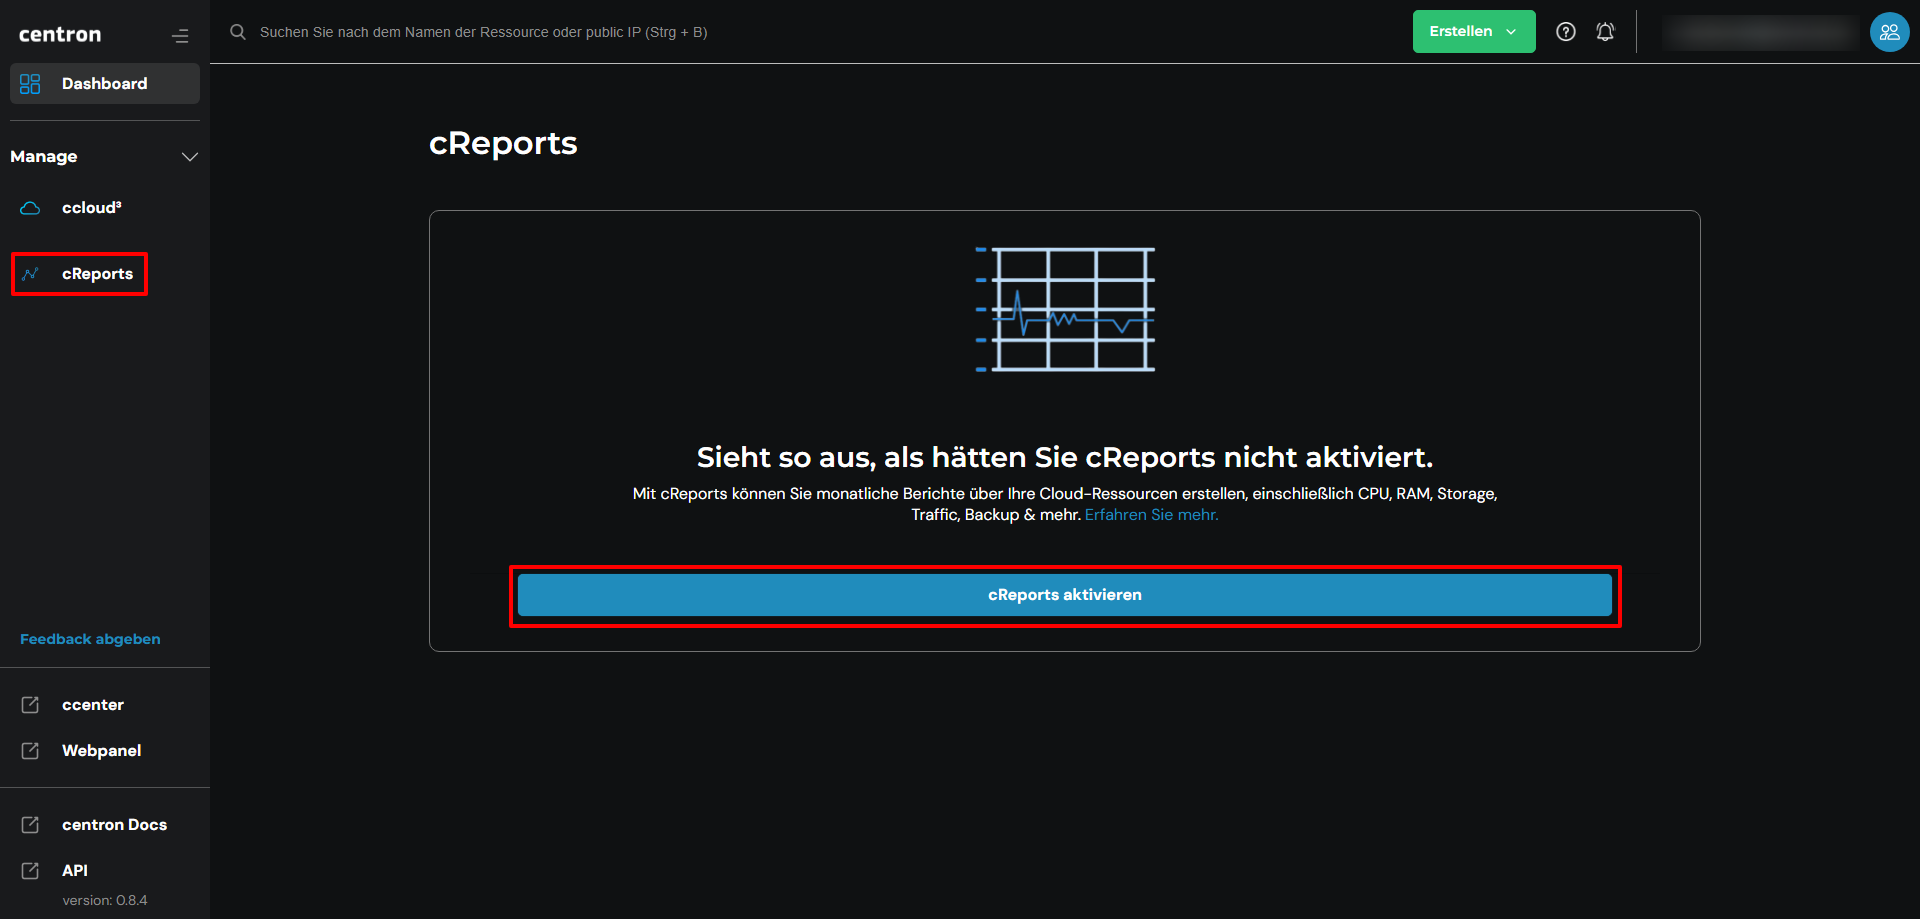 centron
Suchen Sie nach dem Namen der Ressource oder public IP (Strg + B)
Erstellen
Dashboard
Manage
ccloud³
cReports
Feedback abgeben
ccenter
Webpanel
centron Docs
API
version: 0.8.4
cReports
Sieht so aus, als hätten Sie cReports nicht aktiviert.
Mit cReports können Sie monatliche Berichte über Ihre Cloud-Ressourcen erstellen, einschließlich CPU, RAM, Storage,
Traffic, Backup & mehr. Erfahren Sie mehr.
cReports aktivieren